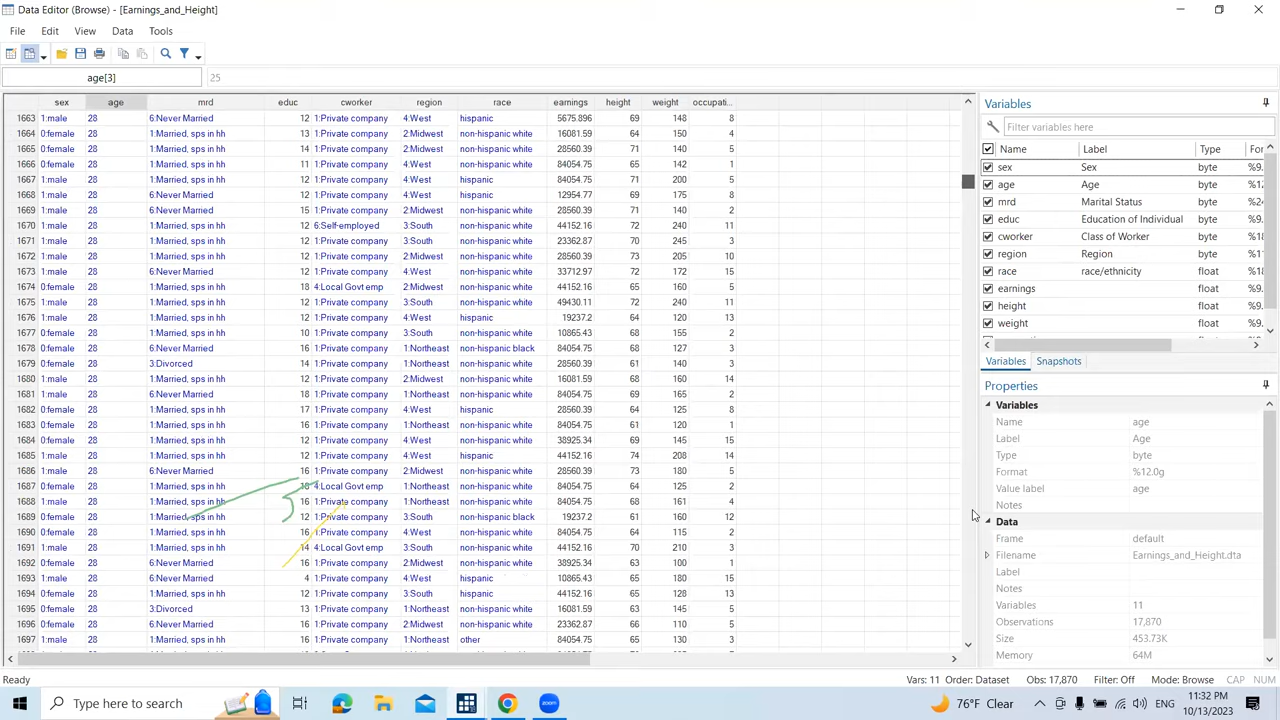 Data Editor (Browse) - [Earnings_and_Height]
File Edit View Data Tools
age[3] 25
sex age mrd educ cworker region race earnings height weight occupati...
1663 1:male 28 6:Never Married 12 1:Private company 4:West hispanic 5675.896 69 148 8
1664 0:female 28 1:Married, sps in hh 13 1:Private company 2:Midwest non-hispanic white 16081.59 64 150 4
1665 0:female 28 1:Married, sps in hh 14 1:Private company 2:Midwest non-hispanic white 28560.39 71 140 5
1666 0:female 28 1:Married, sps in hh 11 1:Private company 4:West non-hispanic white 84054.75 65 142 1
1667 1:male 28 1:Married, sps in hh 12 1:Private company 4:West hispanic 84054.75 71 200 5
1668 1:male 28 6:Never Married 12 1:Private company 4:West hispanic 12954.77 69 175 8
1669 1:male 28 6:Never Married 15 1:Private company 2:Midwest non-hispanic white 28560.39 71 140 2
1670 1:male 28 1:Married, sps in hh 12 6:Self-employed 3:South non-hispanic white 44152.16 72 240 11
1671 1:male 28 1:Married, sps in hh 12 1:Private company 3:South non-hispanic white 23362.87 70 245 3
1672 1:male 28 1:Married, sps in hh 12 1:Private company 2:Midwest non-hispanic white 28560.39 73 205 10
1673 1:male 28 6:Never Married 12 1:Private company 4:West non-hispanic white 33712.97 72 172 15
1674 0:female 28 1:Married, sps in hh 18 4:Local Govt emp 2:Midwest non-hispanic white 44152.16 65 160 5
1675 1:male 28 1:Married, sps in hh 12 1:Private company 3:South non-hispanic white 49430.11 72 240 11
1676 1:male 28 1:Married, sps in hh 12 1:Private company 4:West hispanic 19237.2 64 120 13
1677 0:female 28 1:Married, sps in hh 10 1:Private company 3:South non-hispanic white 10865.43 68 155 2
1678 0:female 28 6:Never Married 16 1:Private company 1:Northeast non-hispanic black 84054.75 68 127 3
1679 0:female 28 3:Divorced 14 1:Private company 1:Northeast non-hispanic white 28560.39 61 140 3
1680 1:male 28 1:Married, sps in hh 12 1:Private company 2:Midwest non-hispanic white 16081.59 68 160 14
1681 1:male 28 6:Never Married 18 1:Private company 1:Northeast non-hispanic white 84054.75 69 165 2
1682 0:female 28 1:Married, sps in hh 17 1:Private company 4:West hispanic 28560.39 64 125 8
1683 0:female 28 1:Married, sps in hh 16 1:Private company 1:Northeast non-hispanic white 84054.75 61 120 1
1684 0:female 28 1:Married, sps in hh 12 1:Private company 4:West non-hispanic white 38925.34 69 145 15
1685 1:male 28 1:Married, sps in hh 12 1:Private company 4:West hispanic 44152.16 74 208 14
1686 1:male 28 6:Never Married 16 1:Private company 2:Midwest non-hispanic white 28560.39 73 180 5
1687 0:female 28 1:Married, sps in hh 4:Local Govt emp 1:Northeast non-hispanic white 84054.75 64 125 2
1688 1:male 28 1:Married, sps in hh 16 1:Private company 1:Northeast non-hispanic white 84054.75 68 161 4
1689 0:female 28 1:Married, sps in hh 12 1:Private company 3:South non-hispanic black 19237.2 61 160 12
1690 0:female 28 1:Married, sps in hh 16 1:Private company 4:West non-hispanic white 84054.75 64 115 2
1691 1:male 28 1:Married, sps in hh 14 4:Local Govt emp 3:South non-hispanic white 44152.16 70 210 3
1692 0:female 28 6:Never Married 16 1:Private company 2:Midwest non-hispanic white 28560.39 63 100 1
1693 1:male 28 6:Never Married 4 1:Private company 4:West hispanic 10865.43 65 180 15
1694 0:female 28 1:Married, sps in hh 12 1:Private company 3:South hispanic 44152.16 65 128 13
1695 0:female 28 3:Divorced 13 1:Private company 1:Northeast non-hispanic white 16081.59 63 145 5
1696 0:female 28 6:Never Married 16 1:Private company 2:Midwest non-hispanic white 23362.87 66 110 5
1697 1:male 28 1:Married, sps in hh 16 1:Private company 1:Northeast other 84054.75 65 130 3
Variables
Filter variables here
Name Label Type For
sex Sex byte %9.
age Age byte %12
mrd Marital Status byte
educ Education of Individual byte %9.
cworker Class of Worker byte %18
region Region byte
race race/ethnicity float %18
earnings float %9.
height float %9.
weight float %9.
Variables Snapshots
Properties
Variables
Name age
Label Age
Type byte
Format %12.0g
Value label age
Notes
Data
Frame default
Filename Earnings_and_Height.dta
Label
Notes
Variables 11
Observations 17,870
Size 453.73K
Memory 64M
Ready Vars: 11 Order: Dataset Obs: 17,870 Filter: Off Mode: Browse CAP NUM
Type here to search zoom 76°F Clear ENG 11:32 PM
10/13/2023